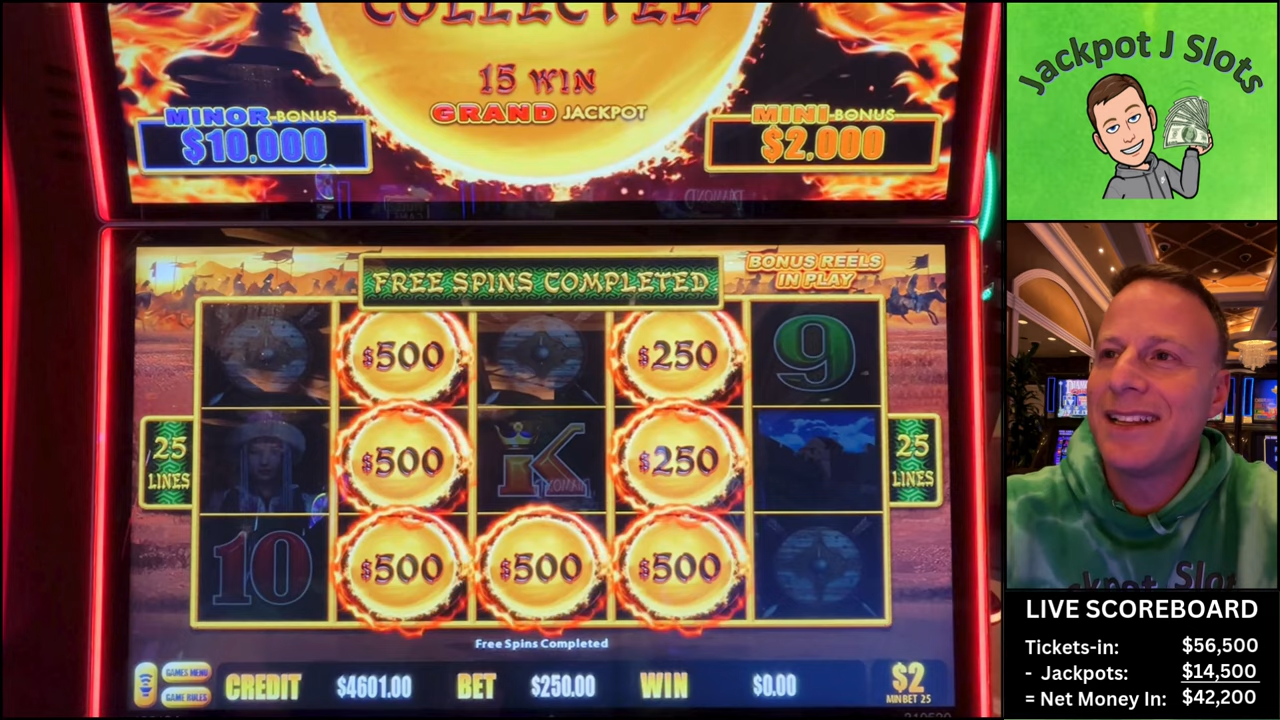 COLLECTED
15 WIN
GRAND JACKPOT
MINOR BONUS
$10,000
MINI BONUS
$2,000
FREE SPINS COMPLETED
BONUS REELS
IN PLAY
$500
$250
9
25
LINES
$500
K
$250
25
LINES
10
$500
$500
$500
Free Spins Completed
GAMES MENU
GAME RULES
CREDIT $4601.00 BET $250.00 WIN $0.00
$2
MIN BET 25
Jackpot J Slots
Jackpot Slot
LIVE SCOREBOARD
Tickets-in: $56,500
- Jackpots: $14,500
= Net Money In: $42,200